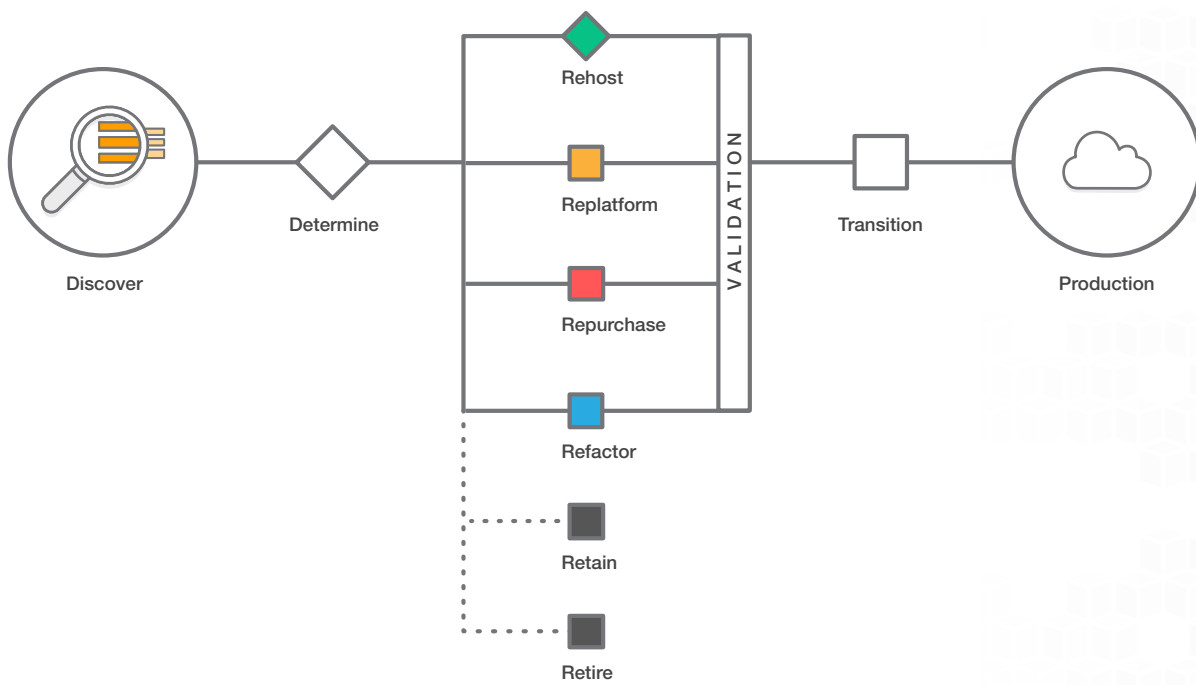 Rehost
Discover
Determine
Replatform
Repurchase
Refactor
Retain
Retire
VALIDATION
Transition
Production